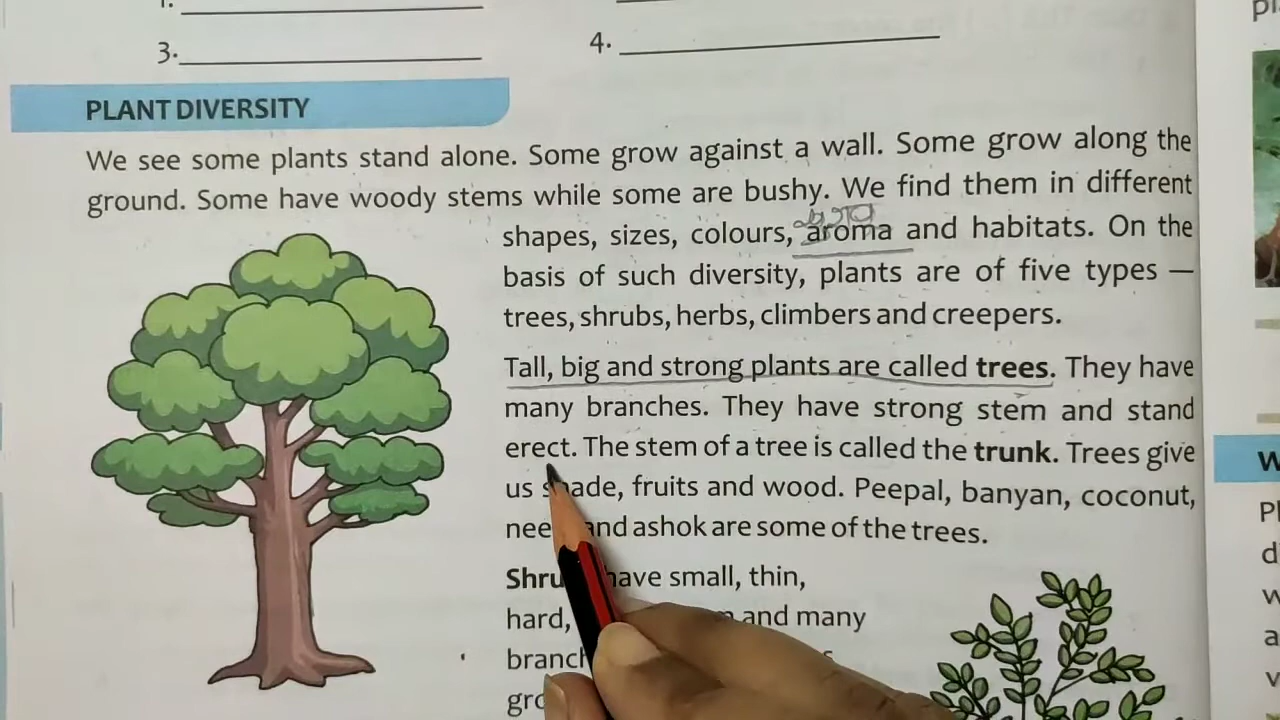 1.
3.
4.
PLANT DIVERSITY
We see some plants stand alone. Some grow against a wall. Some grow along the
ground. Some have woody stems while some are bushy. We find them in different
shapes, sizes, colours, aroma and habitats. On the
basis of such diversity, plants are of five types —
trees, shrubs, herbs, climbers and creepers.
Tall, big and strong plants are called trees. They have
many branches. They have strong stem and stand
erect. The stem of a tree is called the trunk. Trees give
us shade, fruits and wood. Peepal, banyan, coconut,
and ashok are some of the trees.
have small, thin,
hard, and many